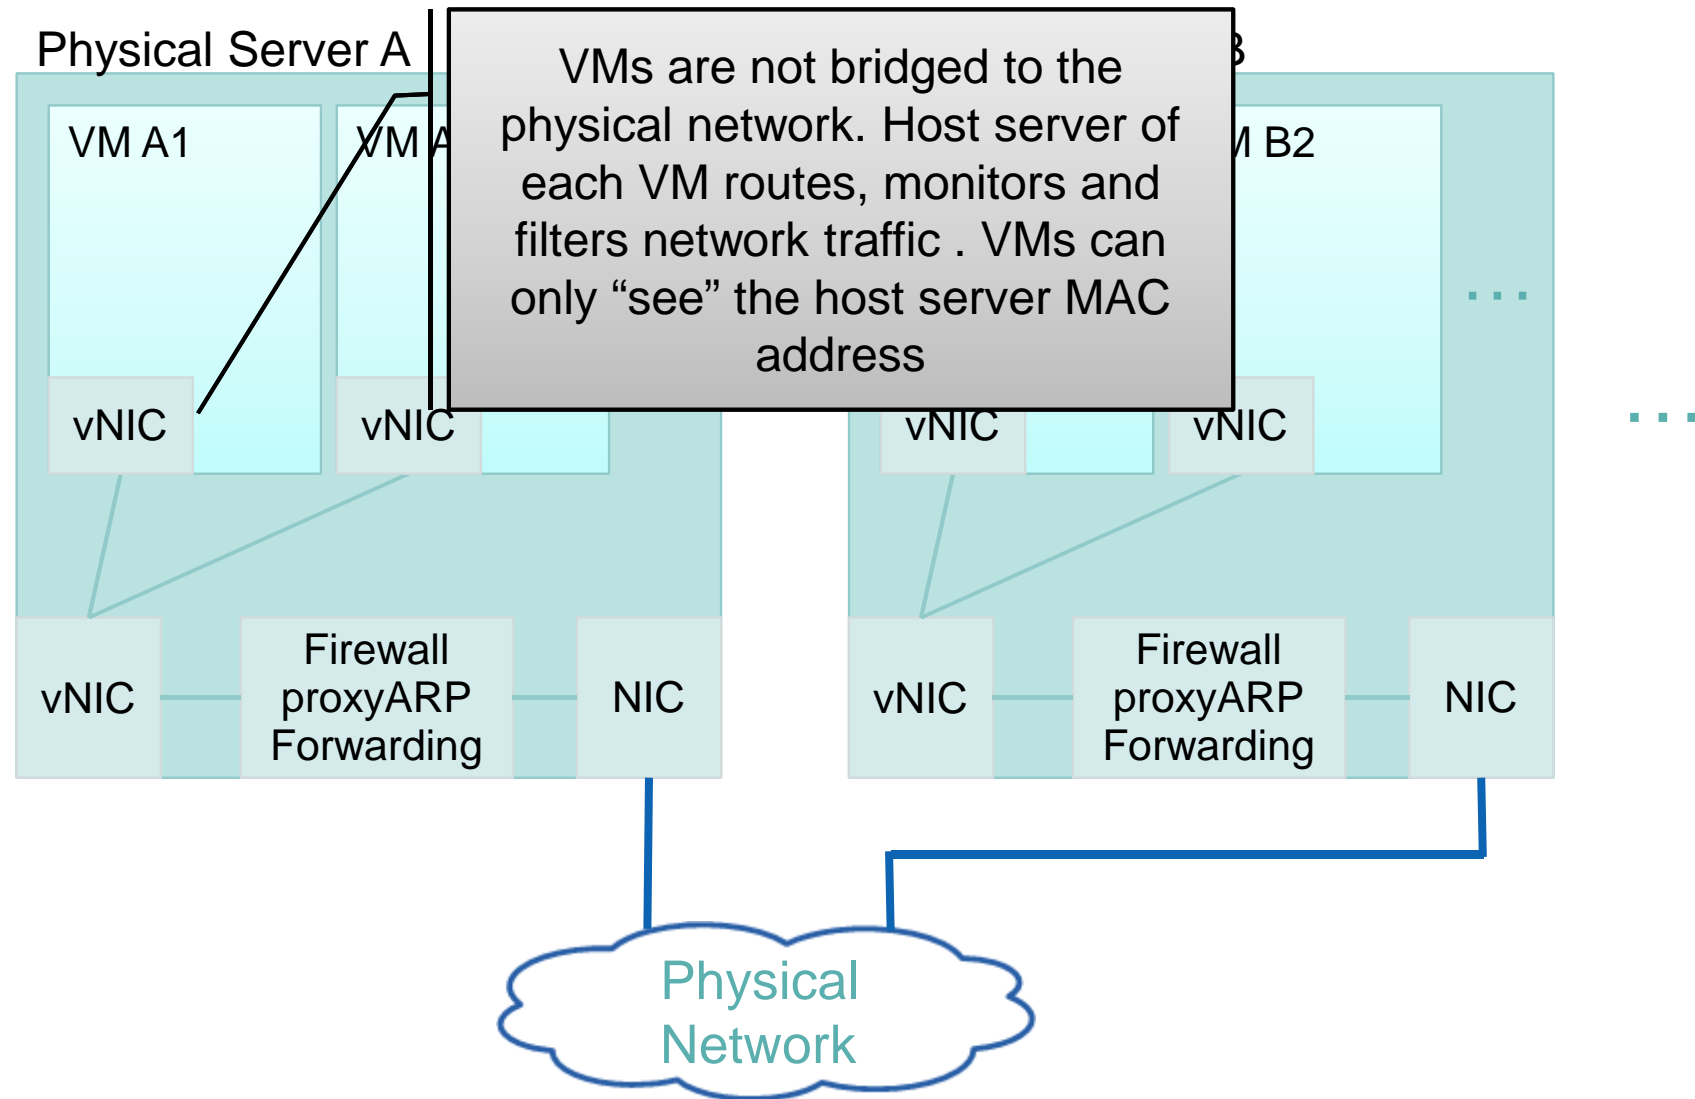 Physical Server A
B
VMs are not bridged to the
physical network. Host server of
each VM routes, monitors and
filters network traffic . VMs can
only “see” the host server MAC
address
VM A1
VM A
M B2
...
...
vNIC
vNIC
vNIC
vNIC
vNIC
Firewall
proxyARP
Forwarding
NIC
vNIC
Firewall
proxyARP
Forwarding
NIC
Physical
Network